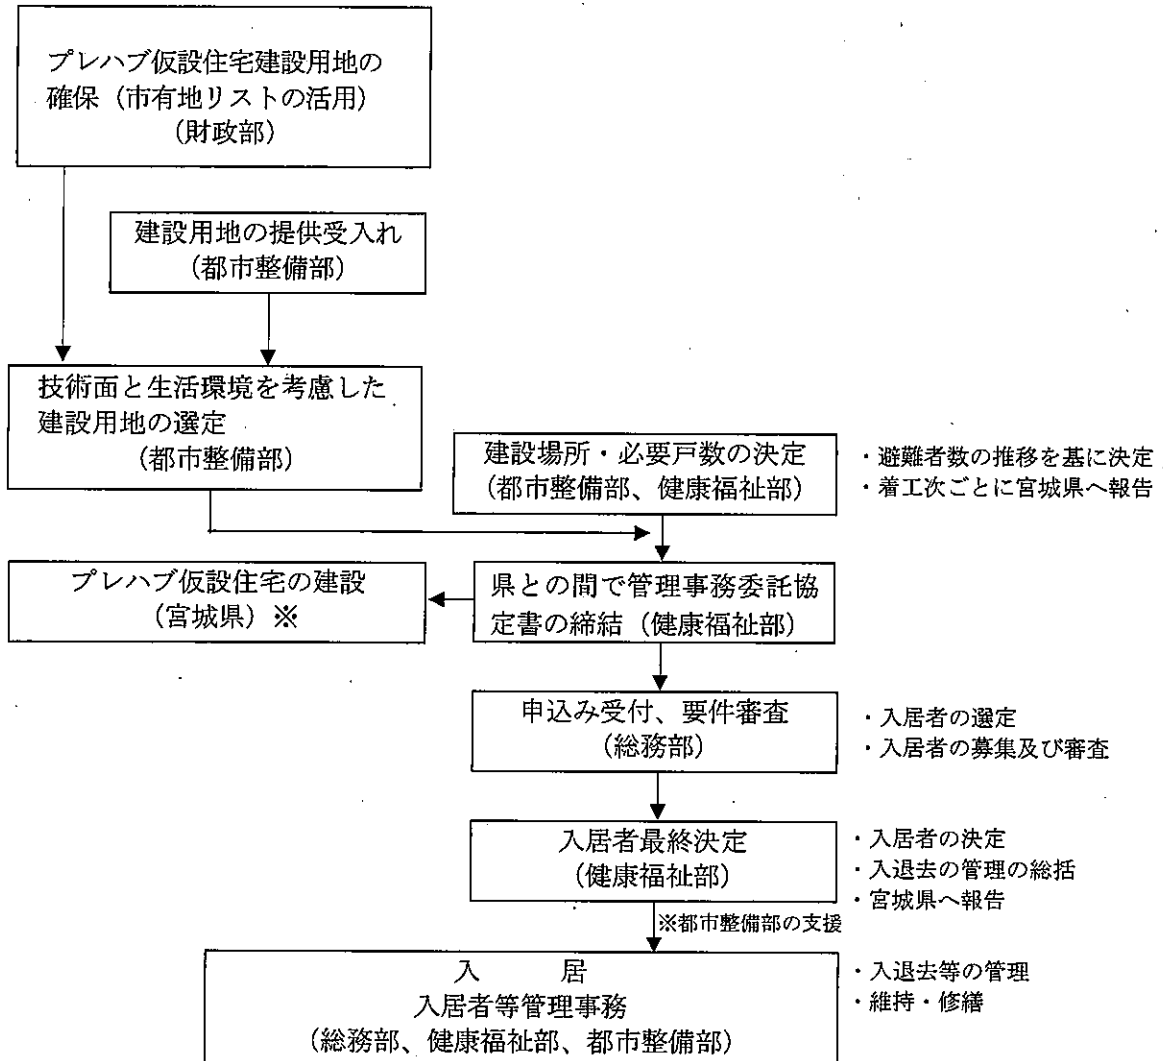 プレハブ仮設住宅建設用地の
確保（市有地リストの活用）
（財政部）
建設用地の提供受入れ
（都市整備部）
技術面と生活環境を考慮した
建設用地の選定
（都市整備部）
建設場所・必要戸数の決定
（都市整備部、健康福祉部）
・避難者数の推移を基に決定
・着工次ごとに宮城県へ報告
プレハブ仮設住宅の建設
（宮城県）※
県との間で管理事務委託協
定書の締結（健康福祉部）
申込み受付、要件審査
（総務部）
・入居者の選定
・入居者の募集及び審査
入居者最終決定
（健康福祉部）
・入居者の決定
・入退去の管理の総括
・宮城県へ報告
※都市整備部の支援
入　　居
入居者等管理事務
（総務部、健康福祉部、都市整備部）
・入退去等の管理
・維持・修繕